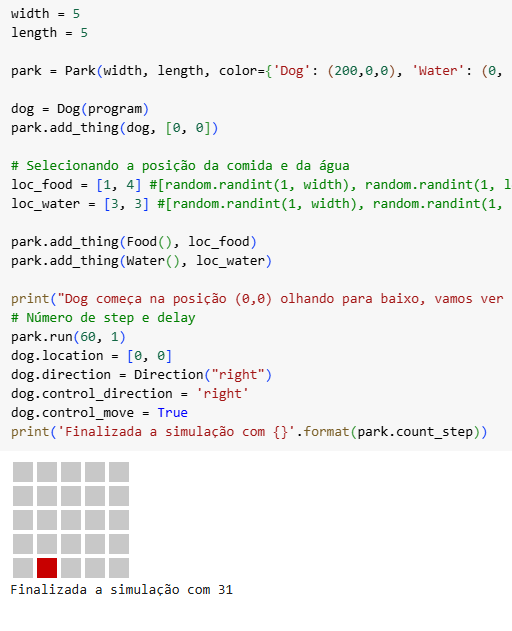 width = 5
length = 5
park = Park(width, length, color={'Dog': (200,0,0), 'Water': (0,
dog = Dog(program)
park.add_thing(dog, [0, 0])
# Selecionando a posição da comida e da água
loc_food = [1, 4] #[random.randint(1, width), random.randint(1, l
loc_water = [3, 3] #[random.randint(1, width), random.randint(1,
park.add_thing(Food(), loc_food)
park.add_thing(Water(), loc_water)
print("Dog começa na posição (0,0) olhando para baixo, vamos ver
# Número de step e delay
park.run(60, 1)
dog.location = [0, 0]
dog.direction = Direction("right")
dog.control_direction = 'right'
dog.control_move = True
print('Finalizada a simulação com {}'.format(park.count_step))
Finalizada a simulação com 31